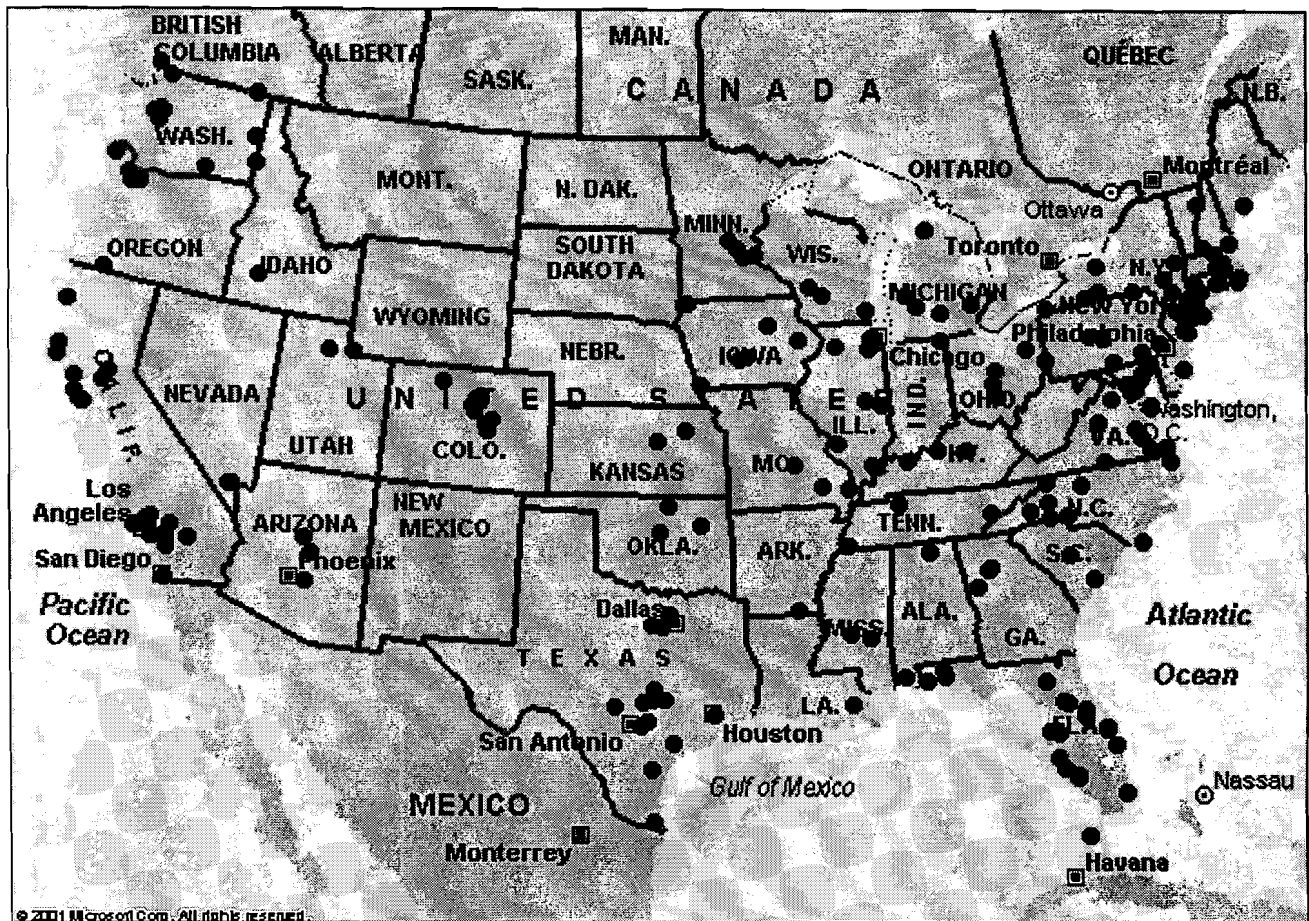 BRITISH
COLUMBIA
ALBERTA
SASK.
MAN.
CANADA
QUÉBEC
N.B.
WASH.
MONT.
N. DAK.
ONTARIO
Montréal
Ottawa
MINN.
OREGON
IDAHO
SOUTH
DAKOTA
WIS.
Toronto
N.Y.
WYOMING
MICHIGAN
New York
Philadelphia
NEVADA
NEBR.
IOWA
Chicago
UNITED STATES
CALIF.
UTAH
COLO.
KANSAS
MO.
ILL.
IND.
OHIO
KY.
VA.
Washington,
D.C.
Los
Angeles
San Diego
ARIZONA
Phoenix
NEW
MEXICO
OKLA.
ARK.
TENN.
N.C.
S.C.
Pacific
Ocean
Dallas
TEXAS
MISS.
ALA.
GA.
Atlantic
Ocean
LA.
San Antonio
Houston
FLA.
Gulf of Mexico
Nassau
MEXICO
Monterrey
Havana
© 2001 Microsoft Corp. All rights reserved.